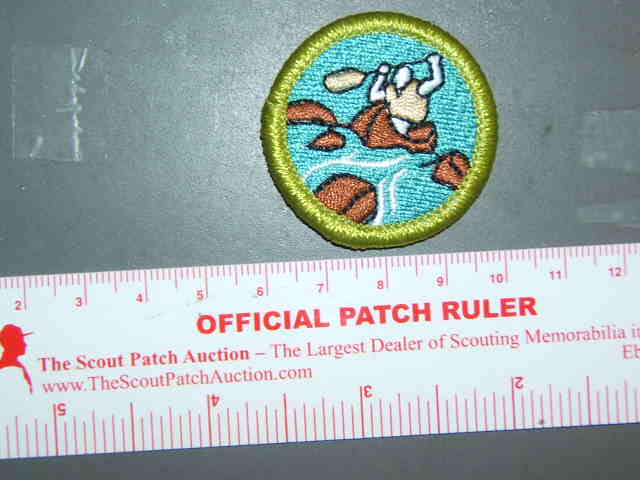 2 3 4 5 6 7 8 9 10 11 12
OFFICIAL PATCH RULER
The Scout Patch Auction – The Largest Dealer of Scouting Memorabilia i
www.TheScoutPatchAuction.com Eb
5 4 3 2